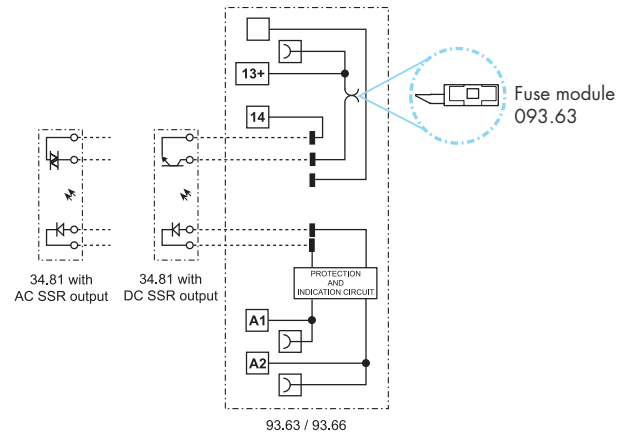 13+
14
Fuse module
093.63
34.81 with
AC SSR output
34.81 with
DC SSR output
PROTECTION
AND
INDICATION CIRCUIT
A1
A2
93.63 / 93.66